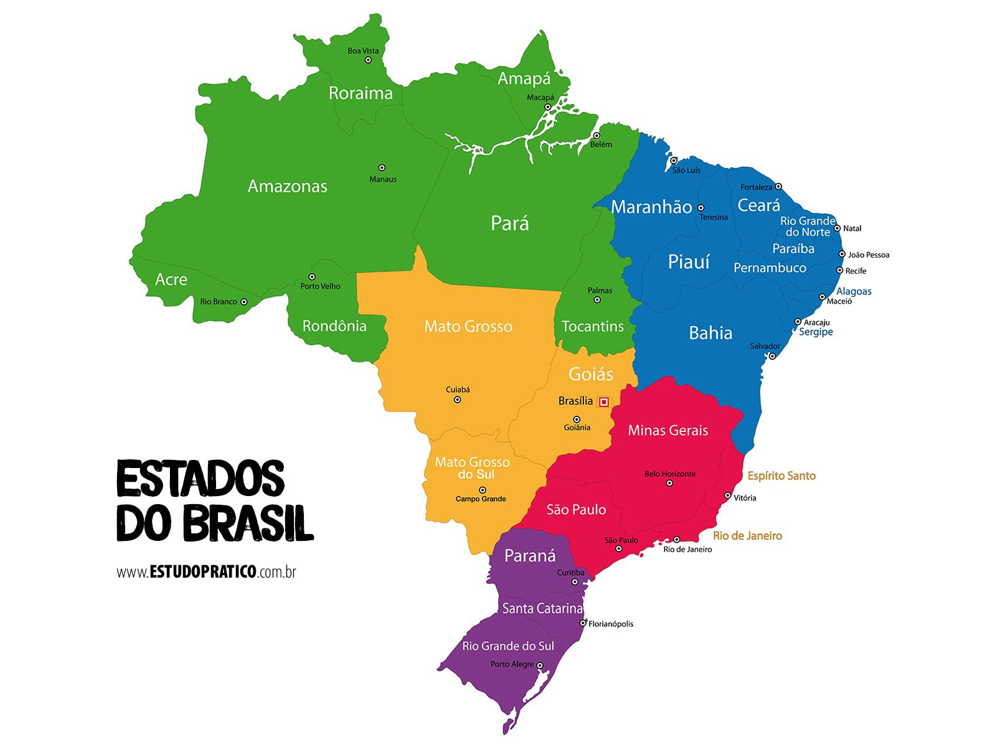 Boa Vista
Roraima
Amapá
Macapá
Belém
Amazonas
Manaus
Pará
São Luís
Maranhão
Teresina
Fortaleza
Ceará
Rio Grande
do Norte
Natal
Paraíba
João Pessoa
Piauí
Pernambuco
Recife
Alagoas
Maceió
Acre
Rio Branco
Porto Velho
Rondônia
Mato Grosso
Cuiabá
Palmas
Tocantins
Bahia
Aracaju
Sergipe
Salvador
Goiás
Brasília
Goiânia
Minas Gerais
Belo Horizonte
Espírito Santo
Vitória
Mato Grosso
do Sul
Campo Grande
São Paulo
São Paulo
Rio de Janeiro
Rio de Janeiro
Paraná
Curitiba
Santa Catarina
Florianópolis
Rio Grande do Sul
Porto Alegre
ESTADOS
DO BRASIL
www.ESTUDOPRATICO.com.br